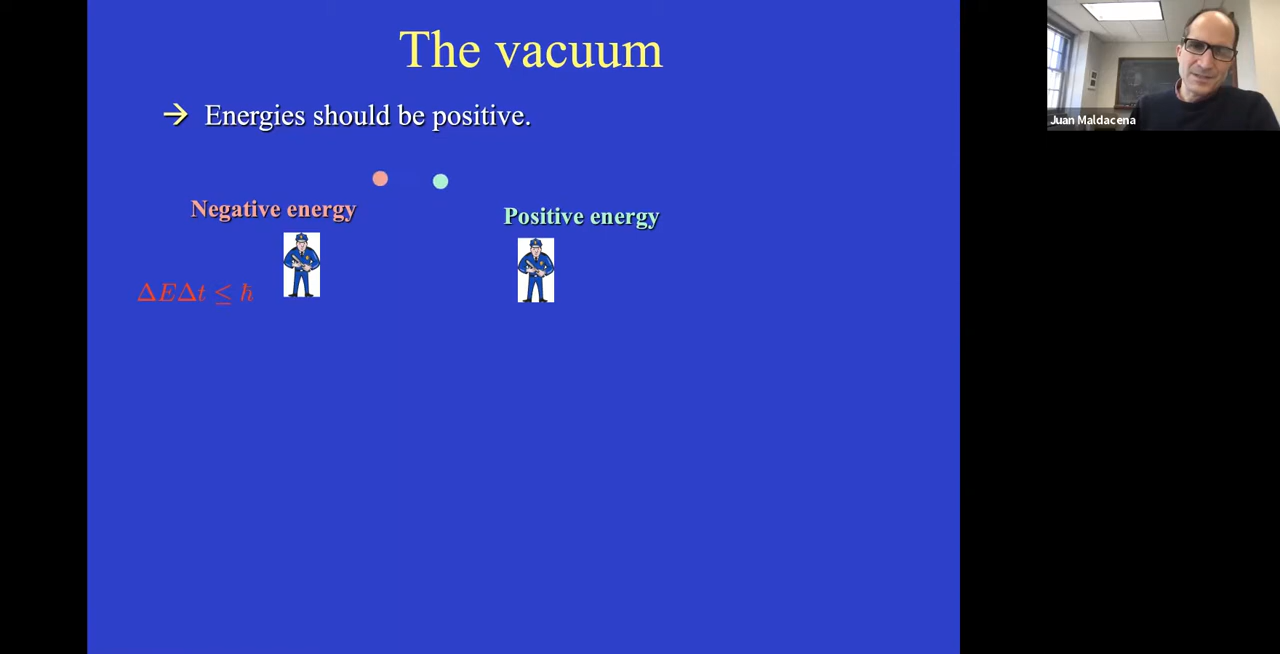 The vacuum
→ Energies should be positive.
Negative energy
Positive energy
ΔEΔt ≤ ħ
Juan Maldacena